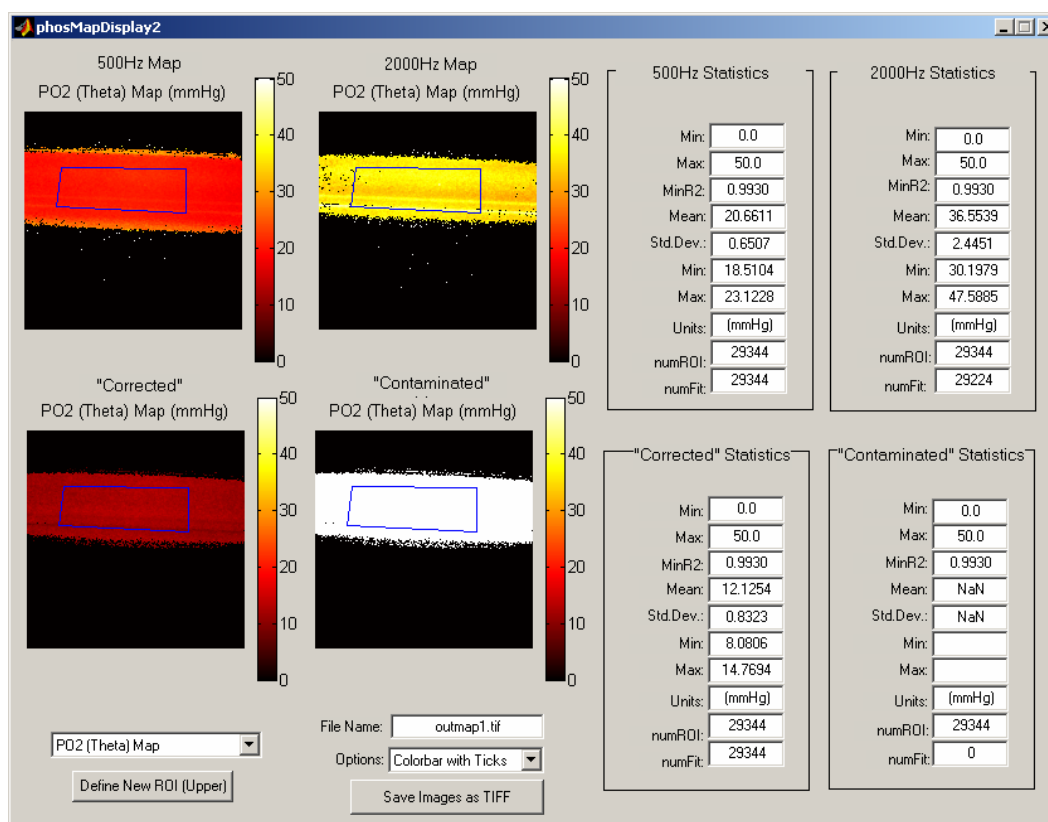 phosMapDisplay2
500Hz Map
PO2 (Theta) Map (mmHg)
50
40
30
20
10
0
2000Hz Map
PO2 (Theta) Map (mmHg)
50
40
30
20
10
0
500Hz Statistics
Min: 0.0
Max: 50.0
MinR2: 0.9930
Mean: 20.6611
Std.Dev.: 0.6507
Min: 18.5104
Max: 23.1228
Units: (mmHg)
numROI: 29344
numFit: 29344
2000Hz Statistics
Min: 0.0
Max: 50.0
MinR2: 0.9930
Mean: 36.5539
Std.Dev.: 2.4451
Min: 30.1979
Max: 47.5885
Units: (mmHg)
numROI: 29344
numFit: 29224
"Corrected"
PO2 (Theta) Map (mmHg)
50
40
30
20
10
0
"Contaminated"
PO2 (Theta) Map (mmHg)
50
40
30
20
10
0
"Corrected" Statistics
Min: 0.0
Max: 50.0
MinR2: 0.9930
Mean: 12.1254
Std.Dev.: 0.8323
Min: 8.0806
Max: 14.7694
Units: (mmHg)
numROI: 29344
numFit: 29344
"Contaminated" Statistics
Min: 0.0
Max: 50.0
MinR2: 0.9930
Mean: NaN
Std.Dev.: NaN
Min:
Max:
Units: (mmHg)
numROI: 29344
numFit: 0
PO2 (Theta) Map
Define New ROI (Upper)
File Name: outmap1.tif
Options: Colorbar with Ticks
Save Images as TIFF